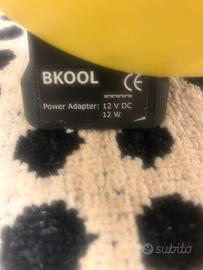 BKOOL
CE
Power Adapter: 12 V DC
12 W
subito